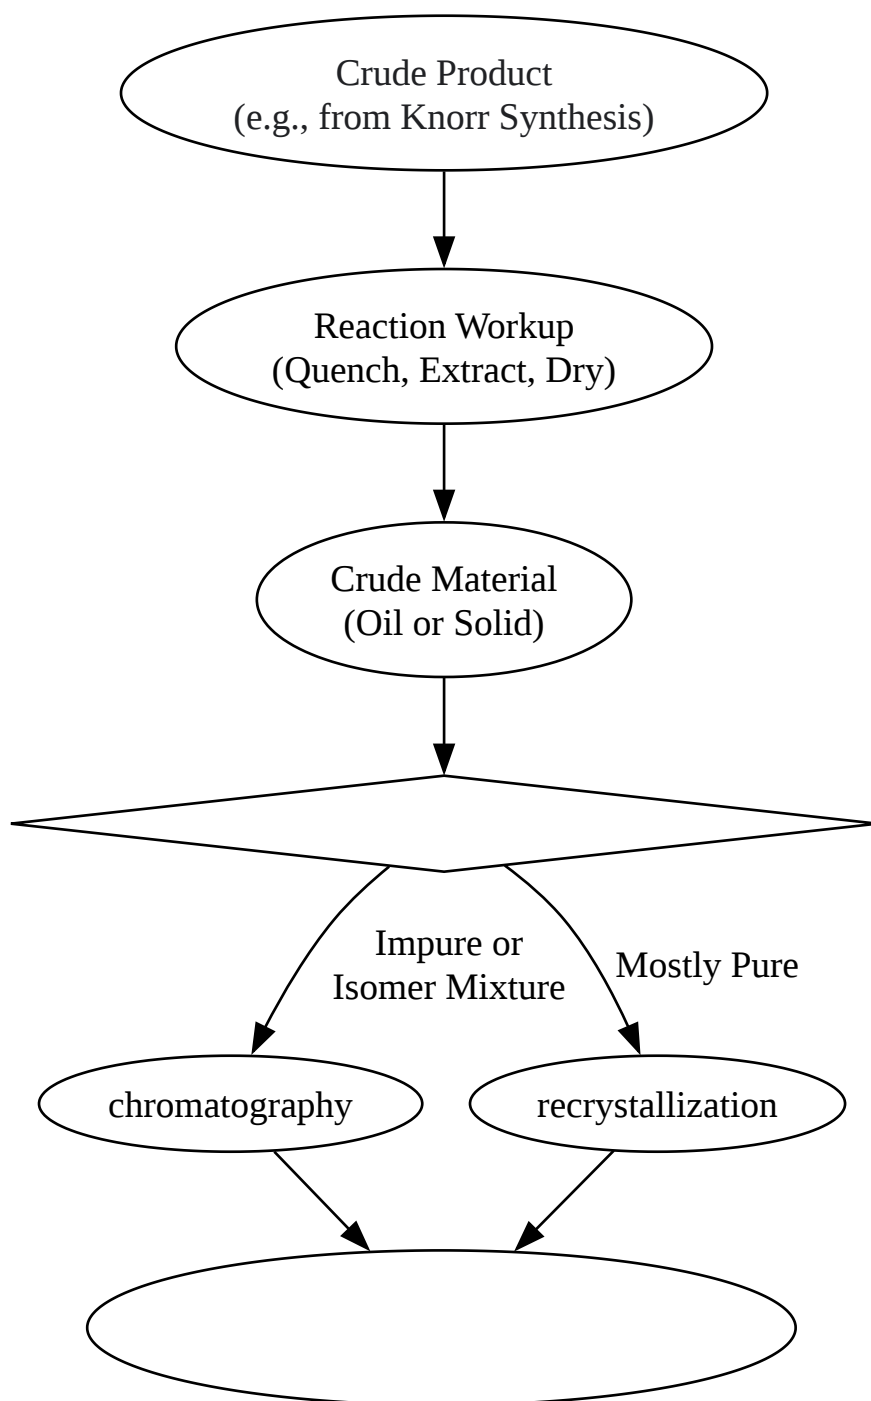 Crude Product
(e.g., from Knorr Synthesis)
Reaction Workup
(Quench, Extract, Dry)
Crude Material
(Oil or Solid)
Impure or
Isomer Mixture
Mostly Pure
chromatography
recrystallization